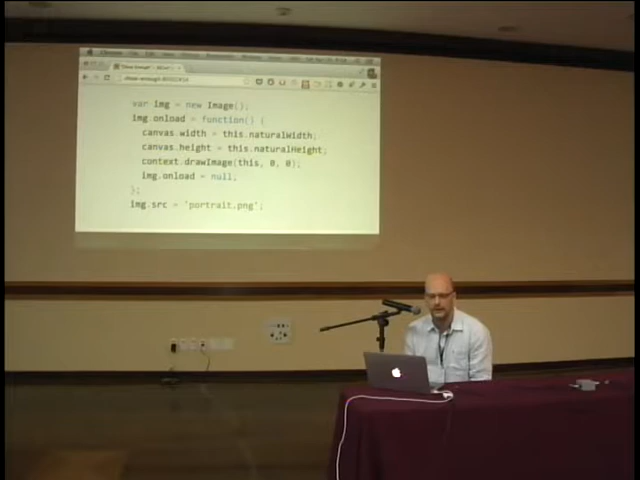 var img = new Image();
img.onload = function() {
canvas.width = this.naturalWidth;
canvas.height = this.naturalHeight;
context.drawImage(this, 0, 0);
img.onload = null;
};
img.src = 'portrait.png';